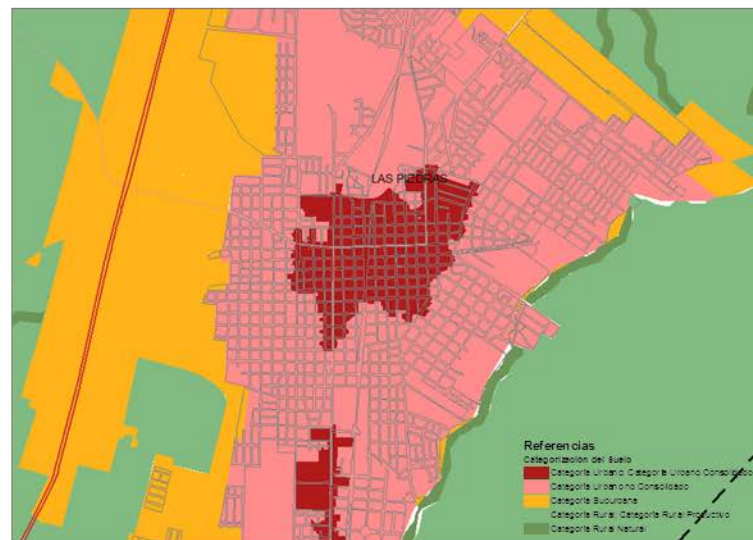 LAS PIEDRAS
Referencias
Categorización del Suelo
Categoría Urbano: Categoría Urbano Consolidado
Categoría Urbano no Consolidado
Categoría Suburbana
Categoría Rural: Categoría Rural Productivo
Categoría Rural Natural